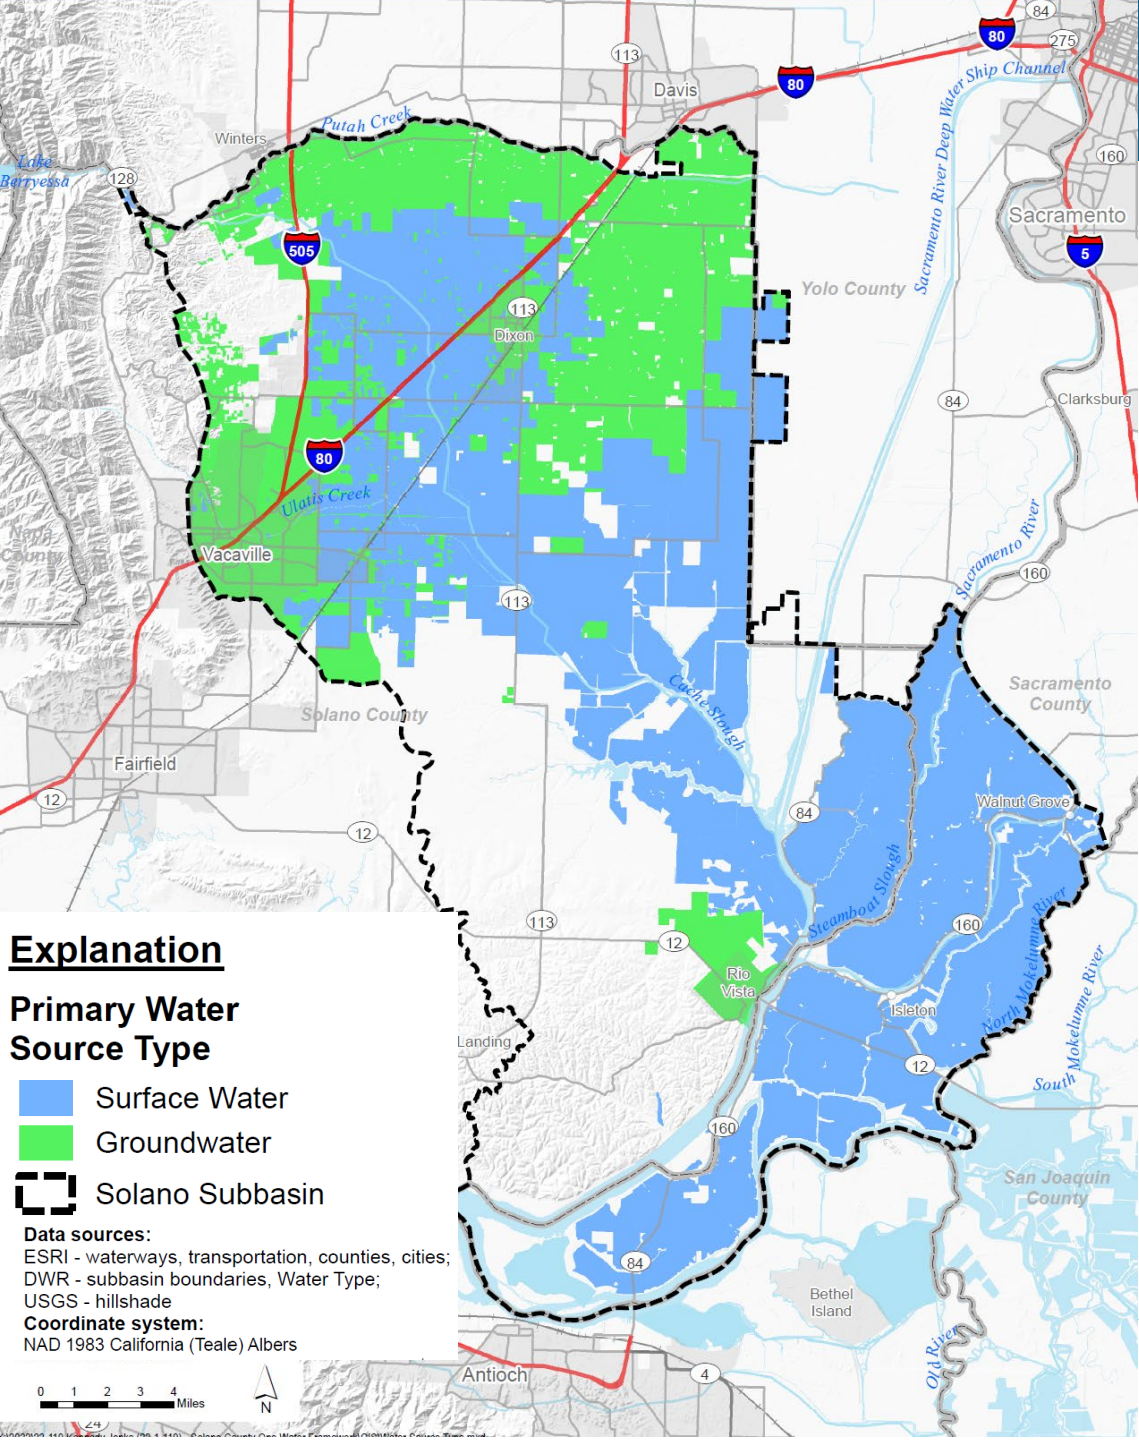 84
80
275
113
Sacramento River Deep Water Ship Channel
80
Davis
Putah Creek
Winters
160
Lake
Berryessa
128
Sacramento
505
5
Yolo County
113
Dixon
84
Clarksburg
80
Ulatis Creek
Napa
County
Vacaville
Sacramento River
160
113
Cache Slough
Sacramento
County
Solano County
Fairfield
12
84
Walnut Grove
12
Steamboat Slough
113
12
160
North Mokelumne River
Rio
Vista
Isleton
South Mokelumne River
Landing
12
160
San Joaquin
County
84
Bethel
Island
Old River
Antioch
4
24
Explanation
Primary Water
Source Type
Surface Water
Groundwater
Solano Subbasin
Data sources:
ESRI - waterways, transportation, counties, cities;
DWR - subbasin boundaries, Water Type;
USGS - hillshade
Coordinate system:
NAD 1983 California (Teale) Albers
0 1 2 3 4
Miles
N